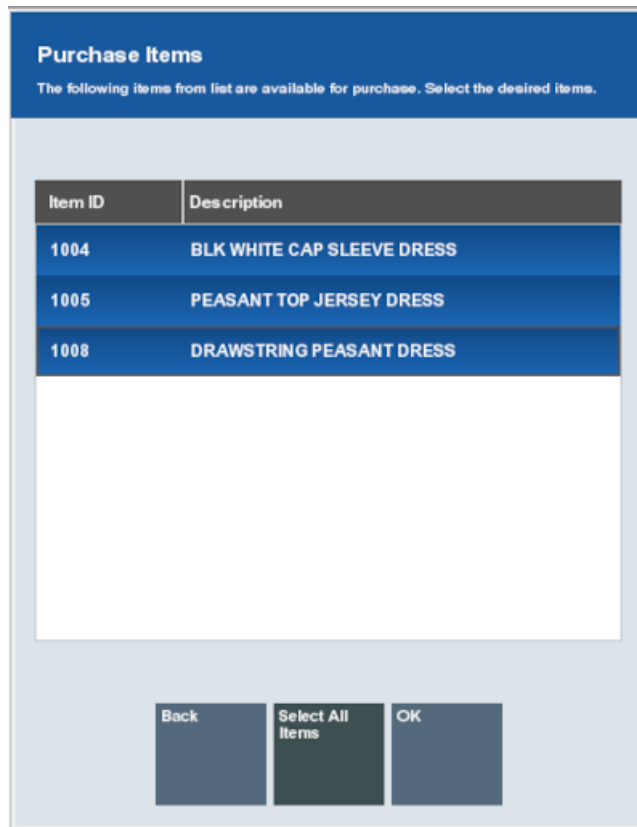 Purchase Items
The following items from list are available for purchase. Select the desired items.
Item ID Description
1004 BLK WHITE CAP SLEEVE DRESS
1005 PEASANT TOP JERSEY DRESS
1008 DRAWSTRING PEASANT DRESS
Back Select All OK
Items